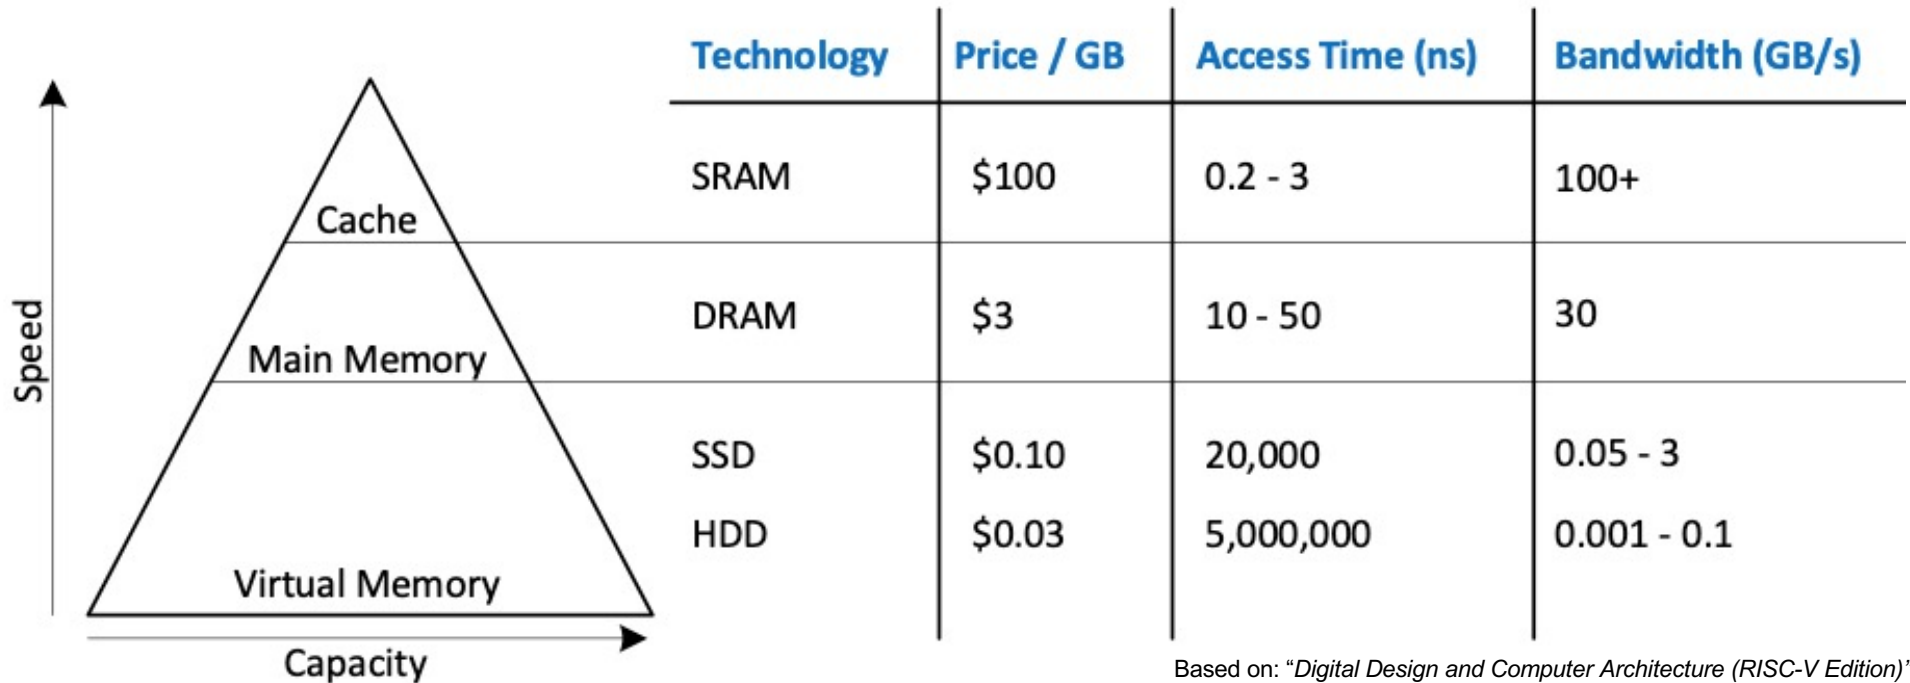 Technology Price / GB Access Time (ns) Bandwidth (GB/s)
SRAM $100 0.2 - 3 100+
Cache
DRAM $3 10 - 50 30
Main Memory
SSD $0.10 20,000 0.05 - 3
HDD $0.03 5,000,000 0.001 - 0.1
Virtual Memory
Speed
Capacity
Based on: “Digital Design and Computer Architecture (RISC-V Edition)’